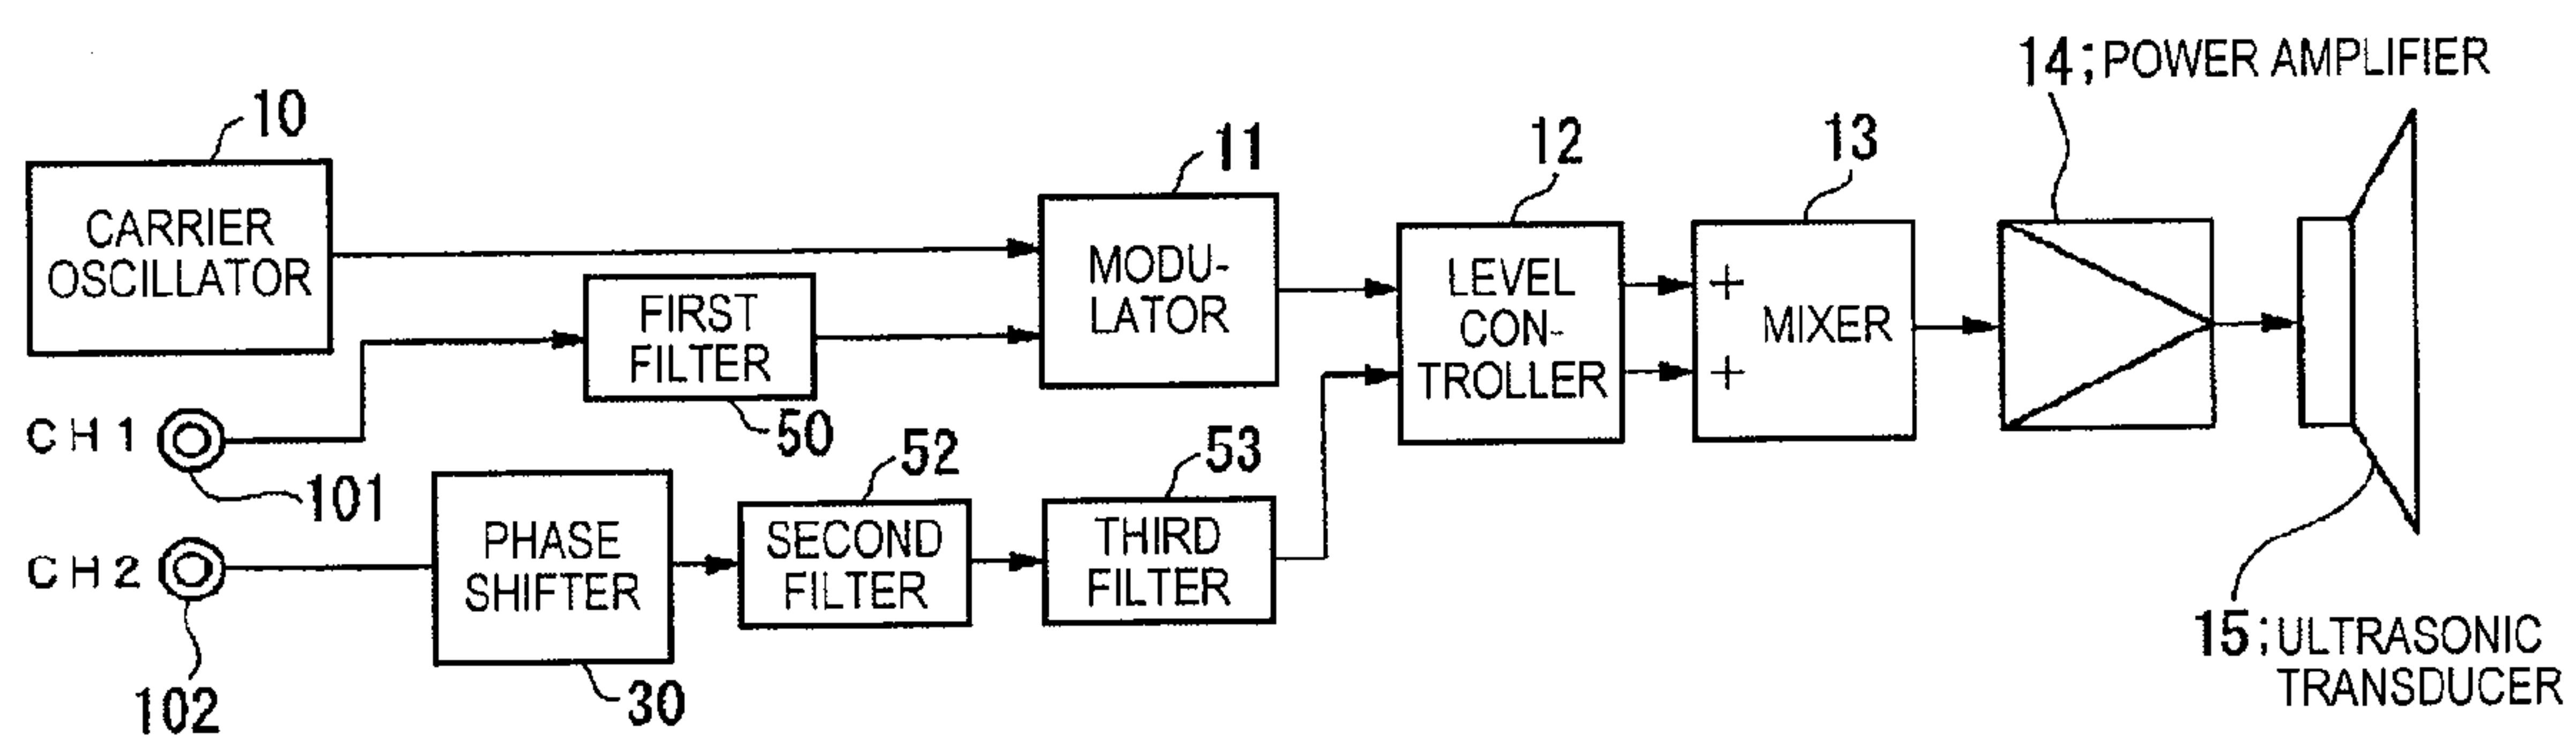 14; POWER AMPLIFIER
10
11
12
13
CARRIER
OSCILLATOR
MODU-
LATOR
LEVEL
CON-
TROLLER
+
+
MIXER
FIRST
FILTER
50
CH1
101
52
53
PHASE
SHIFTER
SECOND
FILTER
THIRD
FILTER
CH2
102
30
15; ULTRASONIC
TRANSDUCER